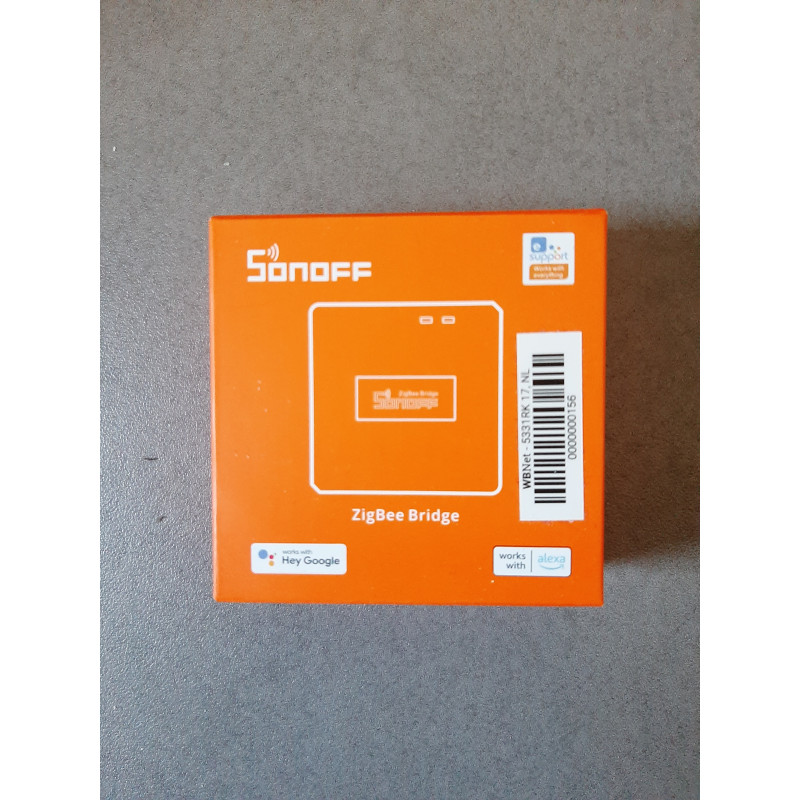 SONOFF
e
support
Works with
everything
ZigBee Bridge
SONOFF
WBNet - 5331RK 17, NL
0000000156
ZigBee Bridge
works with
Hey Google
works
with
alexa